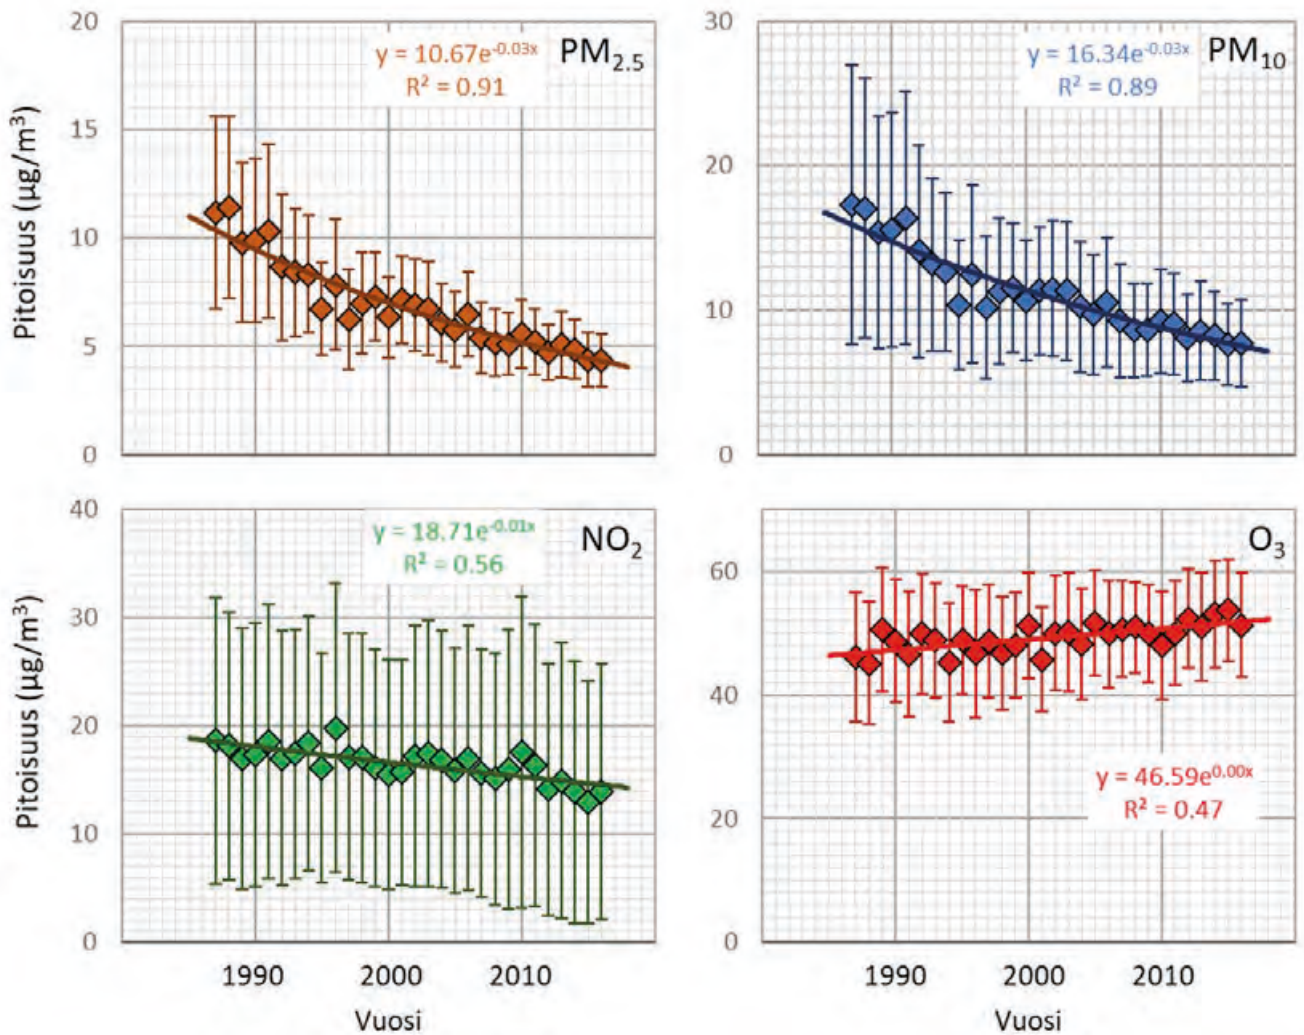 20
15
10
5
0
Pitoisuus (µg/m³)
y = 10.67e^-0.03x
R² = 0.91
PM₂.₅
30
20
10
0
y = 16.34e^-0.03x
R² = 0.89
PM₁₀
40
30
20
10
0
Pitoisuus (µg/m³)
y = 18.71e^-0.01x
R² = 0.56
NO₂
1990 2000 2010
Vuosi
60
40
20
0
O₃
y = 46.59e^0.00x
R² = 0.47
1990 2000 2010
Vuosi